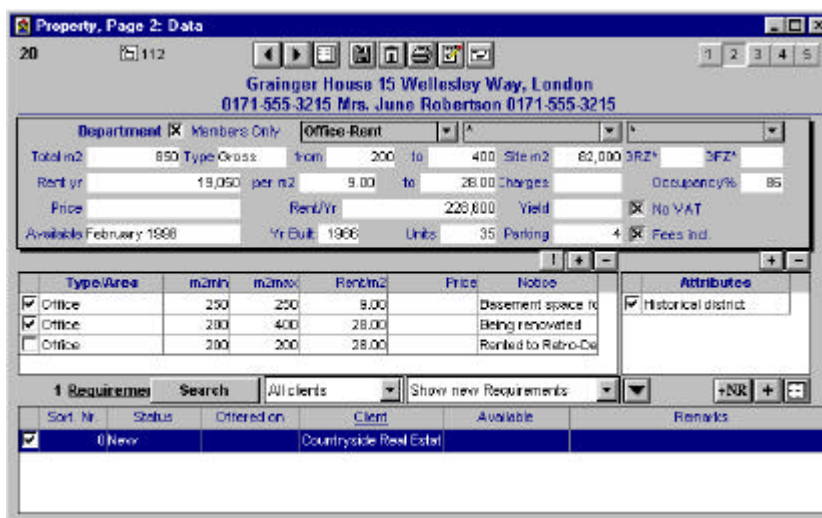 Property, Page 2: Data
20 112 1 2 3 4 5
Grainger House 15 Wellesley Way, London
0171-555-3215 Mrs. June Robertson 0171-555-3215
Department Members Only Office-Rent * *
Total m2 850 Type Gross from 200 to 400 Site m2 62,000 3RZ* 3FZ*
Rent yr 19,050 per m2 9.00 to 28.00 Charges Occupancy% 86
Price Rent/Yr 228,600 Yield No VAT
Available February 1998 Yr Built 1966 Units 35 Parking 4 Fees incl.
! + - + -
Type/Area m2min m2max Rent/m2 Price Notice Attributes
Office 250 250 9.00 Basement space fo Historical district
Office 200 400 28.00 Being renovated
Office 200 200 28.00 Rented to Retro-De
1 Requiremen Search All clients Show new Requirements +NR +
Sort. Nr. Status Offered on Client Available Remarks
0 New Countryside Real Estat